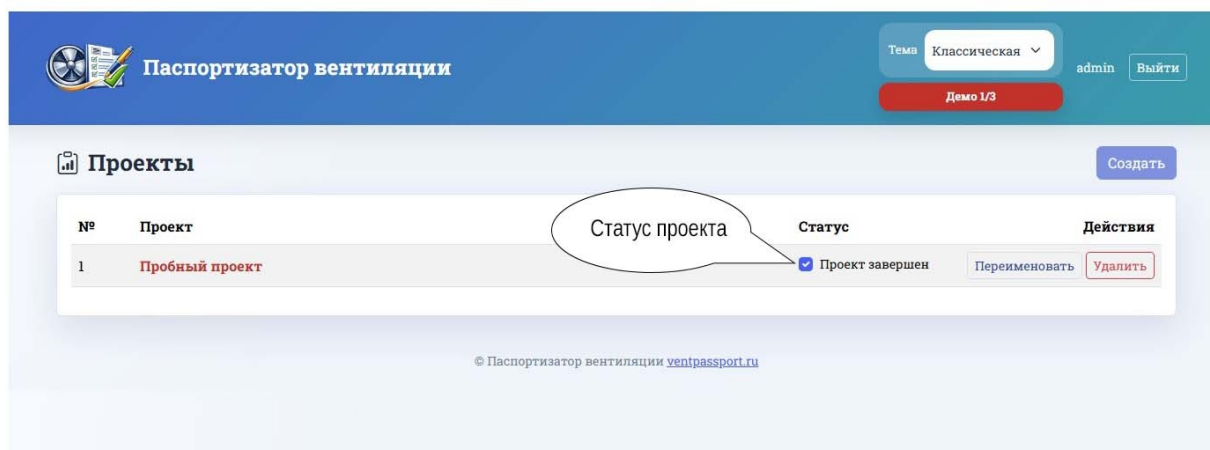 Паспортизатор вентиляции
Тема Классическая
Демо 1/3
admin Выйти
Проекты
Создать
№ Проект Статус Действия
Статус проекта
1 Пробный проект Проект завершен Переименовать Удалить
© Паспортизатор вентиляции ventpassport.ru